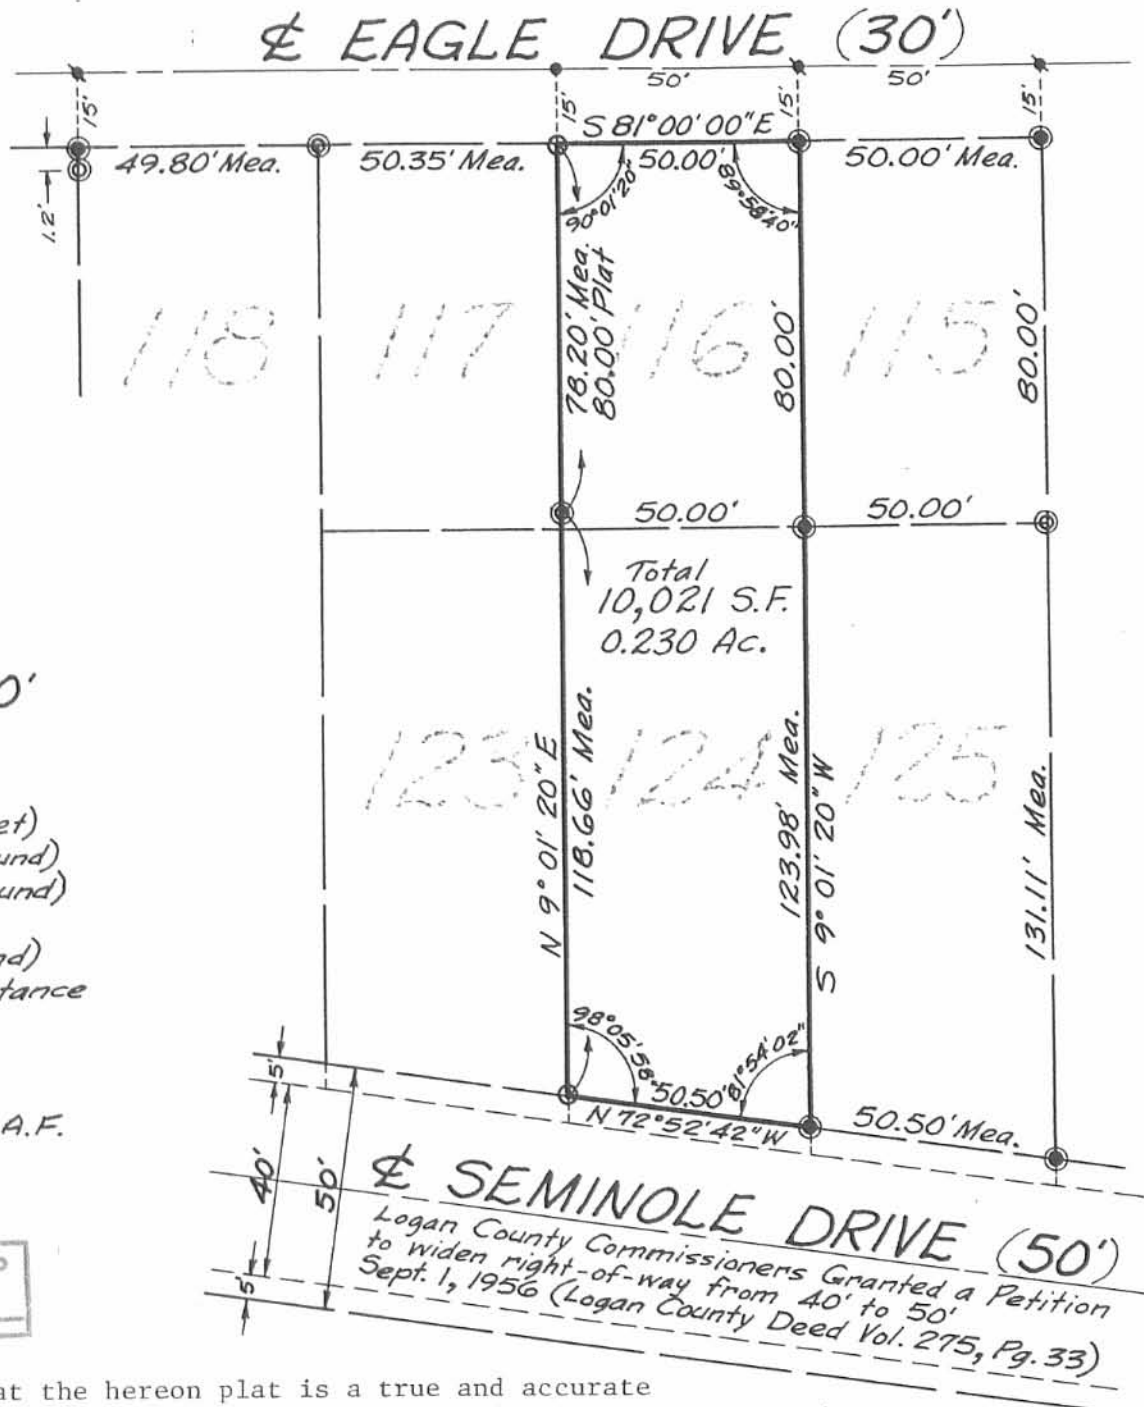 ℄ EAGLE DRIVE (30')
50'
50'
15'
15'
15'
15'
S 81°00'00" E
49.80' Mea.
50.35' Mea.
50.00'
50.00' Mea.
1.2'
90°01'20"
89°58'40"
78.20' Mea.
80.00' Plat
80.00'
80.00'
118
117
116
115
50.00'
50.00'
Total
10,021 S.F.
0.230 Ac.
0'
123
124
125
N 9° 01' 20" E
118.66' Mea.
123.98' Mea.
S 9° 01' 20" W
131.11' Mea.
et)
und)
und)
nd)
tance
A.F.
98°05'58"
81°54'02"
50.50'
N 72°52'42" W
50.50' Mea.
5'
40'
50'
5'
℄ SEMINOLE DRIVE (50')
Logan County Commissioners Granted a Petition
to widen right-of-way from 40' to 50'
Sept. 1, 1956 (Logan County Deed Vol. 275, Pg. 33)
at the hereon plat is a true and accurate